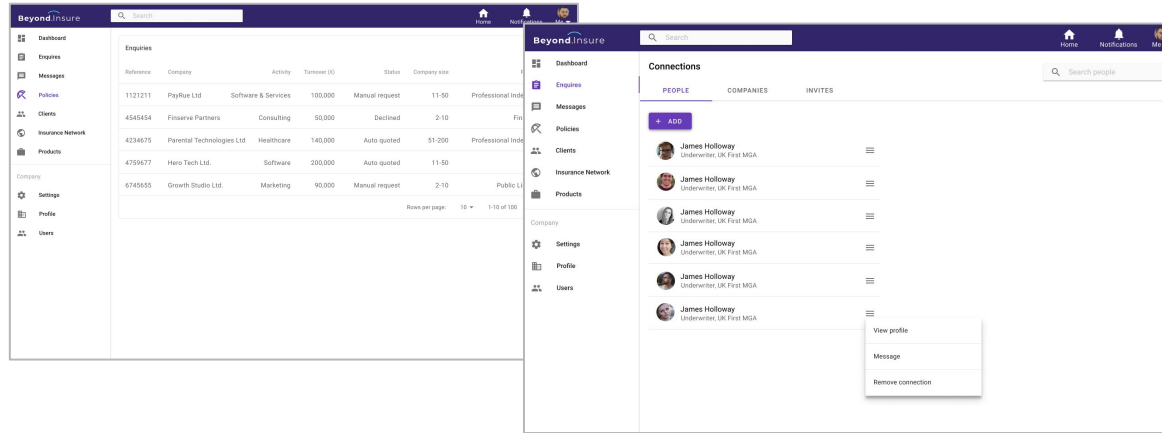 Beyond.Insure
Search
Home
Notifications
Me
Dashboard
Enquires
Messages
Policies
Clients
Insurance Network
Products
Company
Settings
Profile
Users
Enquiries
Reference Company Activity Turnover (£) Status Company size
1121211 PayRue Ltd Software & Services 100,000 Manual request 11-50 Professional Inde
4545454 Finserve Partners Consulting 50,000 Declined 2-10 Fin
4234675 Parental Technologies Ltd Healthcare 140,000 Auto quoted 51-200 Professional Inde
4759677 Hero Tech Ltd. Software 200,000 Auto quoted 11-50
6745655 Growth Studio Ltd. Marketing 90,000 Manual request 2-10 Public Li
Rows per page: 10 1-10 of 100
Beyond.Insure
Search
Home
Notifications
Me
Dashboard
Enquires
Messages
Policies
Clients
Insurance Network
Products
Company
Settings
Profile
Users
Connections
Search people
PEOPLE COMPANIES INVITES
+ ADD
James Holloway
Underwriter, UK First MGA
James Holloway
Underwriter, UK First MGA
James Holloway
Underwriter, UK First MGA
James Holloway
Underwriter, UK First MGA
James Holloway
Underwriter, UK First MGA
James Holloway
Underwriter, UK First MGA
View profile
Message
Remove connection